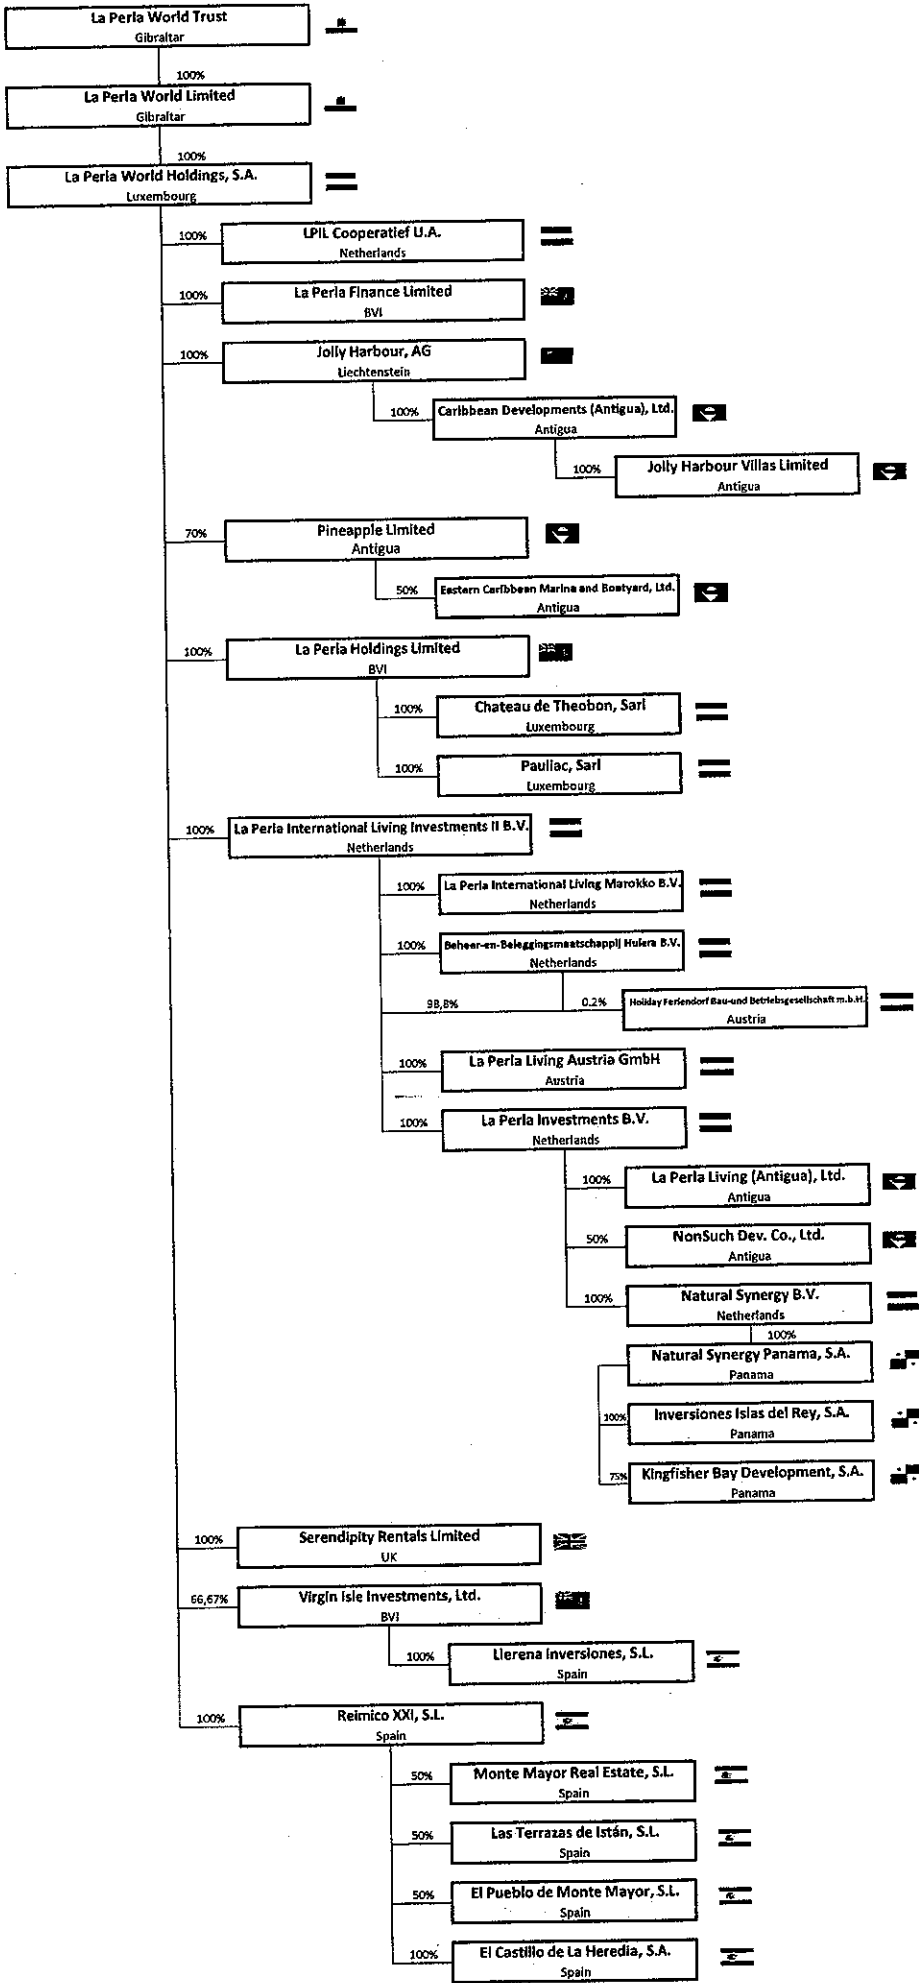 La Perla World Trust
Gibraltar
100%
La Perla World Limited
Gibraltar
100%
La Perla World Holdings, S.A.
Luxembourg
100%
LPIL Cooperatief U.A.
Netherlands
100%
La Perla Finance Limited
BVI
100%
Jolly Harbour, AG
Liechtenstein
100%
Caribbean Developments (Antigua), Ltd.
Antigua
100%
Jolly Harbour Villas Limited
Antigua
70%
Pineapple Limited
Antigua
50%
Eastern Caribbean Marina and Boatyard, Ltd.
Antigua
100%
La Perla Holdings Limited
BVI
100%
Chateau de Theobon, Sarl
Luxembourg
100%
Pauliac, Sarl
Luxembourg
100%
La Perla International Living Investments II B.V.
Netherlands
100%
La Perla International Living Marokko B.V.
Netherlands
100%
Beheer-en-Beleggingsmaatschappij Hulera B.V.
Netherlands
98,8%
0.2%
Holiday Feriendorf Bau-und Betriebsgesellschaft m.b.H.
Austria
100%
La Perla Living Austria GmbH
Austria
100%
La Perla Investments B.V.
Netherlands
100%
La Perla Living (Antigua), Ltd.
Antigua
50%
NonSuch Dev. Co., Ltd.
Antigua
100%
Natural Synergy B.V.
Netherlands
100%
Natural Synergy Panama, S.A.
Panama
100%
Inversiones Islas del Rey, S.A.
Panama
75%
Kingfisher Bay Development, S.A.
Panama
100%
Serendipity Rentals Limited
UK
66,67%
Virgin Isle Investments, Ltd.
BVI
100%
Llerena Inversiones, S.L.
Spain
100%
Reimico XXI, S.L.
Spain
50%
Monte Mayor Real Estate, S.L.
Spain
50%
Las Terrazas de Istán, S.L.
Spain
50%
El Pueblo de Monte Mayor, S.L.
Spain
100%
El Castillo de La Heredia, S.A.
Spain